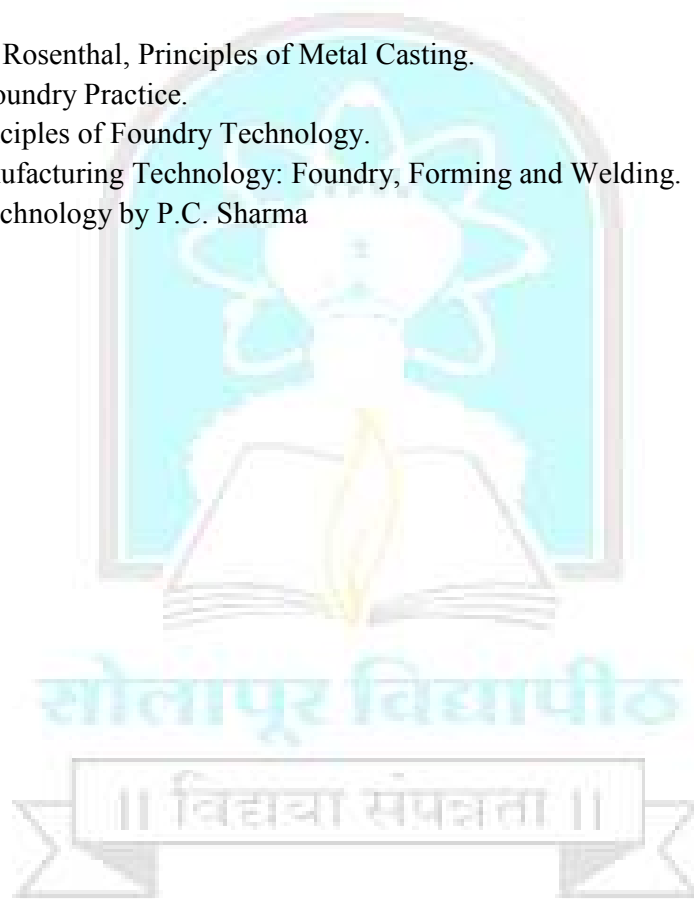 Rosenthal, Principles of Metal Casting.
oundry Practice.
ciples of Foundry Technology.
ufacturing Technology: Foundry, Forming and Welding.
chnology by P.C. Sharma
सोलापूर विद्यापीठ
|| विद्यया संपन्नता ||